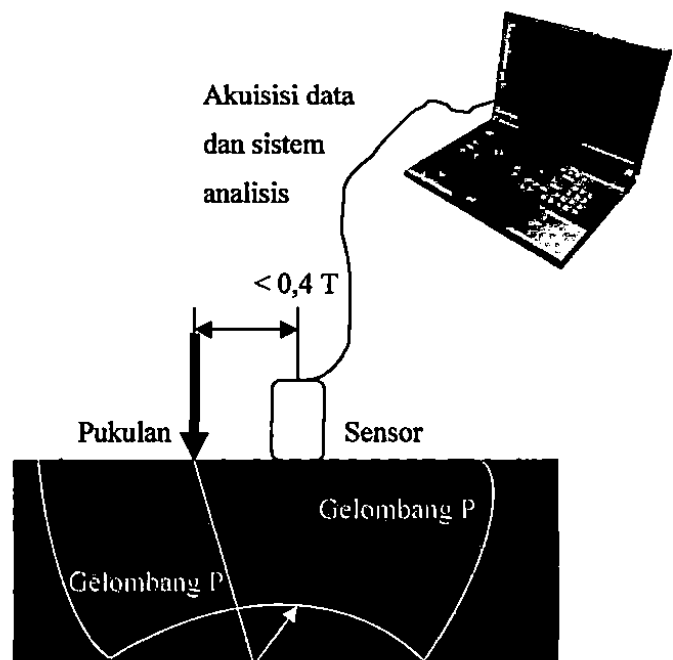 Akuisisi data
dan sistem
analisis
< 0,4 T
Pukulan
Sensor
Gelombang P
Gelombang P